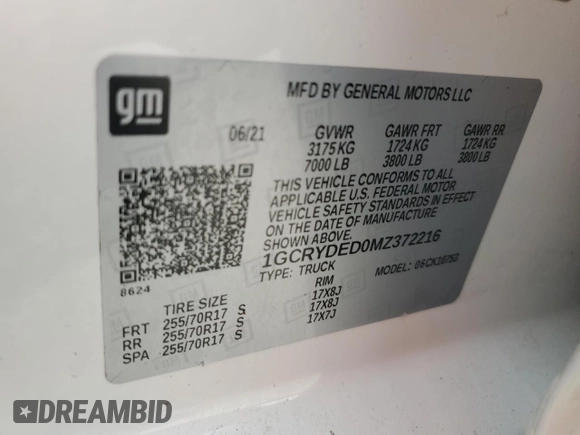 gm
MFD BY GENERAL MOTORS LLC
06/21 GVWR GAWR FRT GAWR RR
3175 KG 1724 KG 1724 KG
7000 LB 3800 LB 3800 LB
THIS VEHICLE CONFORMS TO ALL
APPLICABLE U.S. FEDERAL MOTOR
VEHICLE SAFETY STANDARDS IN EFFECT
ON THE DATE OF MANUFACTURE
SHOWN ABOVE.
1GCRYDED0MZ372216
TYPE: TRUCK MODEL:
8624
TIRE SIZE RIM
FRT 255/70R17 S 17X8J
RR 255/70R17 S 17X8J
SPA 255/70R17 S 17X7J
DREAMBID